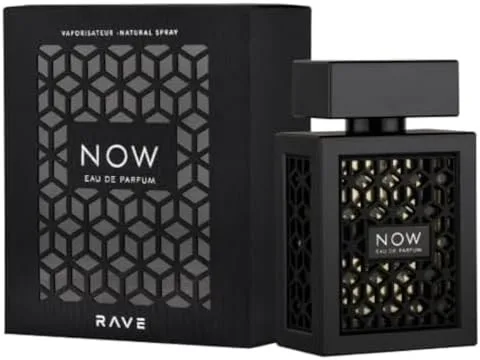 VAPORISATEUR - NATURAL SPRAY
NOW
EAU DE PARFUM
RAVE
NOW
EAU DE PARFUM